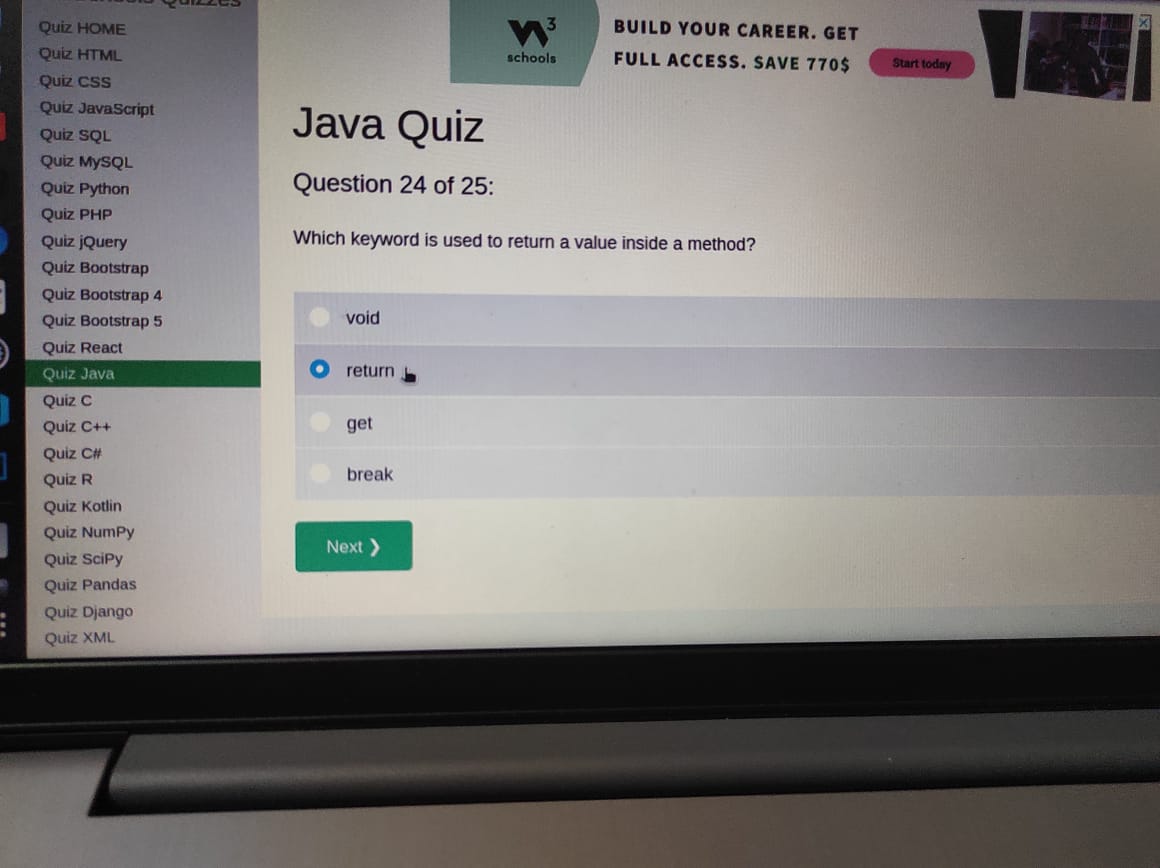 Quizzes
Quiz HOME
Quiz HTML
Quiz CSS
Quiz JavaScript
Quiz SQL
Quiz MySQL
Quiz Python
Quiz PHP
Quiz jQuery
Quiz Bootstrap
Quiz Bootstrap 4
Quiz Bootstrap 5
Quiz React
Quiz Java
Quiz C
Quiz C++
Quiz C#
Quiz R
Quiz Kotlin
Quiz NumPy
Quiz SciPy
Quiz Pandas
Quiz Django
Quiz XML
W3
schools
BUILD YOUR CAREER. GET
FULL ACCESS. SAVE 770$
Start today
Java Quiz
Question 24 of 25:
Which keyword is used to return a value inside a method?
void
return
get
break
Next ❯